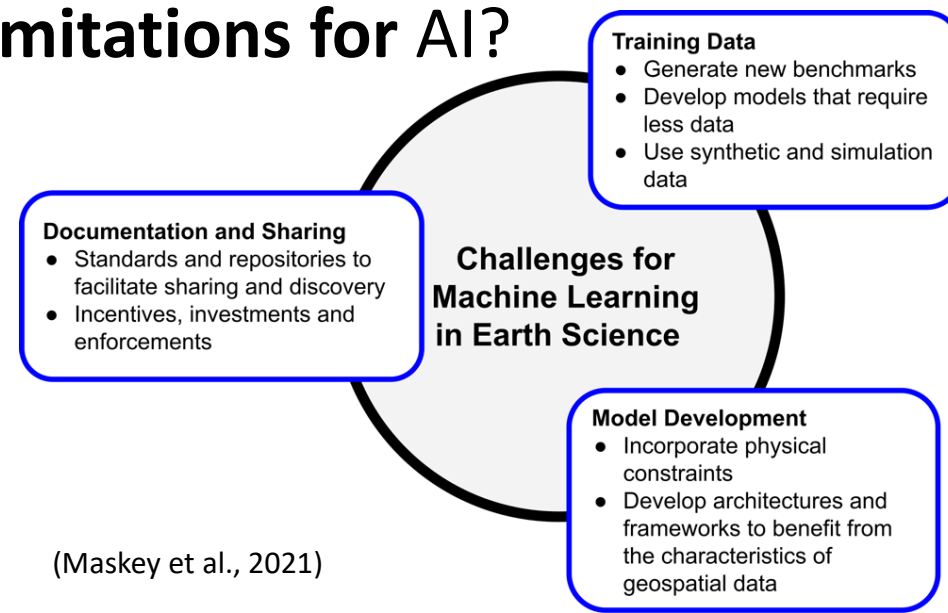 mitations for AI?
Training Data
● Generate new benchmarks
● Develop models that require
less data
● Use synthetic and simulation
data
Documentation and Sharing
● Standards and repositories to
facilitate sharing and discovery
● Incentives, investments and
enforcements
Challenges for
Machine Learning
in Earth Science
Model Development
● Incorporate physical
constraints
● Develop architectures and
frameworks to benefit from
the characteristics of
geospatial data
(Maskey et al., 2021)